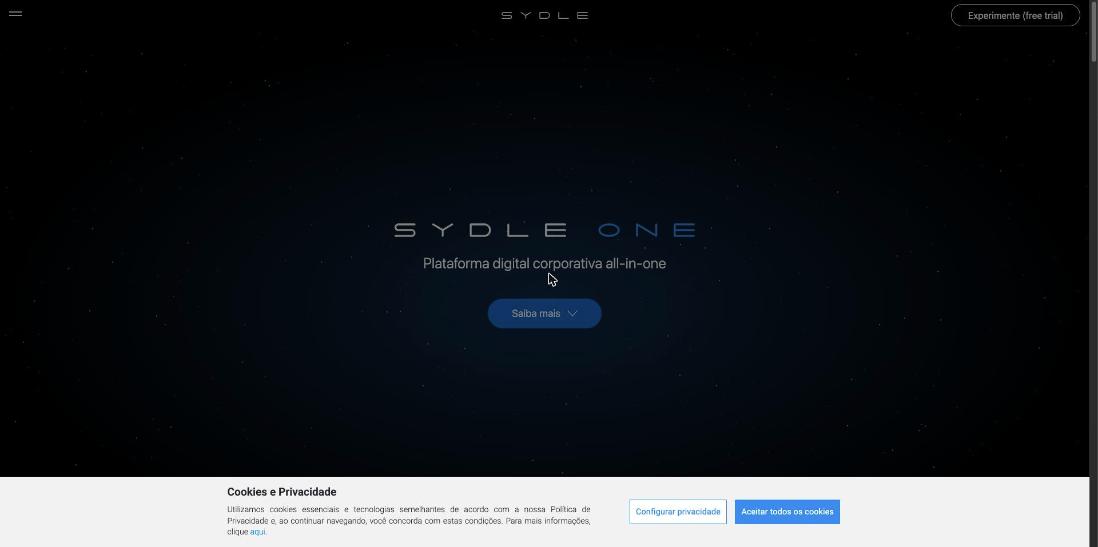 SYDLE
Experimente (free trial)
SYDLE ONE
Plataforma digital corporativa all-in-one
Saiba mais
Cookies e Privacidade
Utilizamos cookies essenciais e tecnologias semelhantes de acordo com a nossa Política de
Privacidade e, ao continuar navegando, você concorda com estas condições. Para mais informações,
clique aqui.
Configurar privacidade
Aceitar todos os cookies